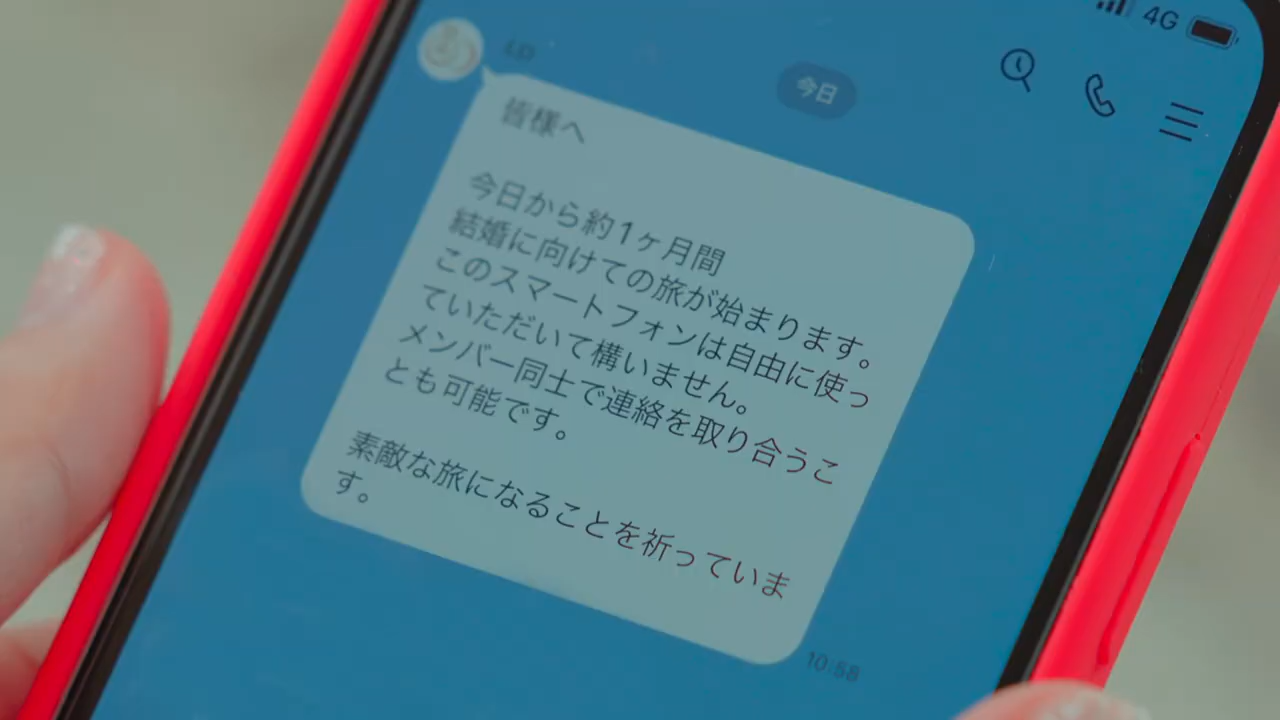 4G
今日
皆様へ
今日から約1ヶ月間
結婚に向けての旅が始まります。
このスマートフォンは自由に使っ
ていただいて構いません。
メンバー同士で連絡を取り合うこ
とも可能です。
素敵な旅になることを祈っていま
す。
10:58